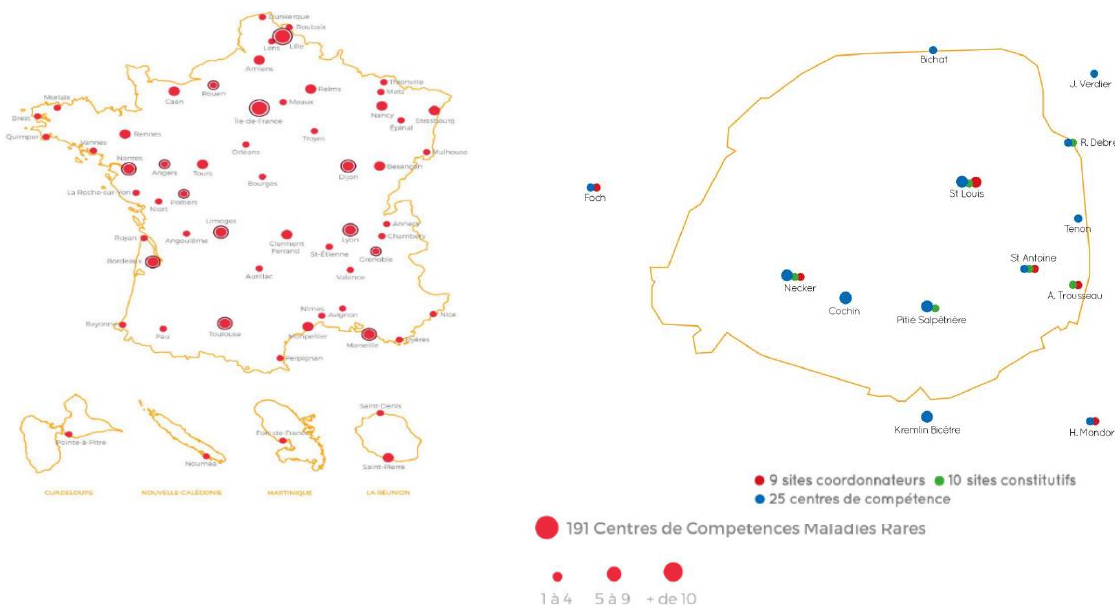 Dunkerque
Roubaix
Lens
Lille
Amiens
Thionville
Caen
Rouen
Meaux
Reims
Metz
Nancy
Strasbourg
Morlaix
Île-de-France
Brest
Épinal
Quimper
Rennes
Troyes
Vannes
Orléans
Mulhouse
Nantes
Angers
Tours
Dijon
Besançon
Bourges
La Roche-sur-Yon
Niort
Poitiers
Limoges
Annecy
Royan
Angoulême
Clermont
Ferrand
Lyon
Chambéry
St-Étienne
Grenoble
Bordeaux
Aurillac
Valence
Nîmes
Avignon
Nice
Bayonne
Pau
Toulouse
Montpellier
Marseille
Hyères
Perpignan
Pointe-à-Pitre
Nouméa
Fort-de-France
Saint-Denis
Saint-Pierre
GUADELOUPE
NOUVELLE-CALÉDONIE
MARTINIQUE
LA RÉUNION
Bichat
J. Verdier
R. Debre
Foch
St Louis
Tenon
St Antoine
Necker
A. Trousseau
Cochin
Pitié Salpêtrière
Kremlin Bicêtre
H. Mondor
9 sites coordonnateurs 10 sites constitutifs
25 centres de compétence
191 Centres de Competences Maladies Rares
1 à 4 5 à 9 + de 10